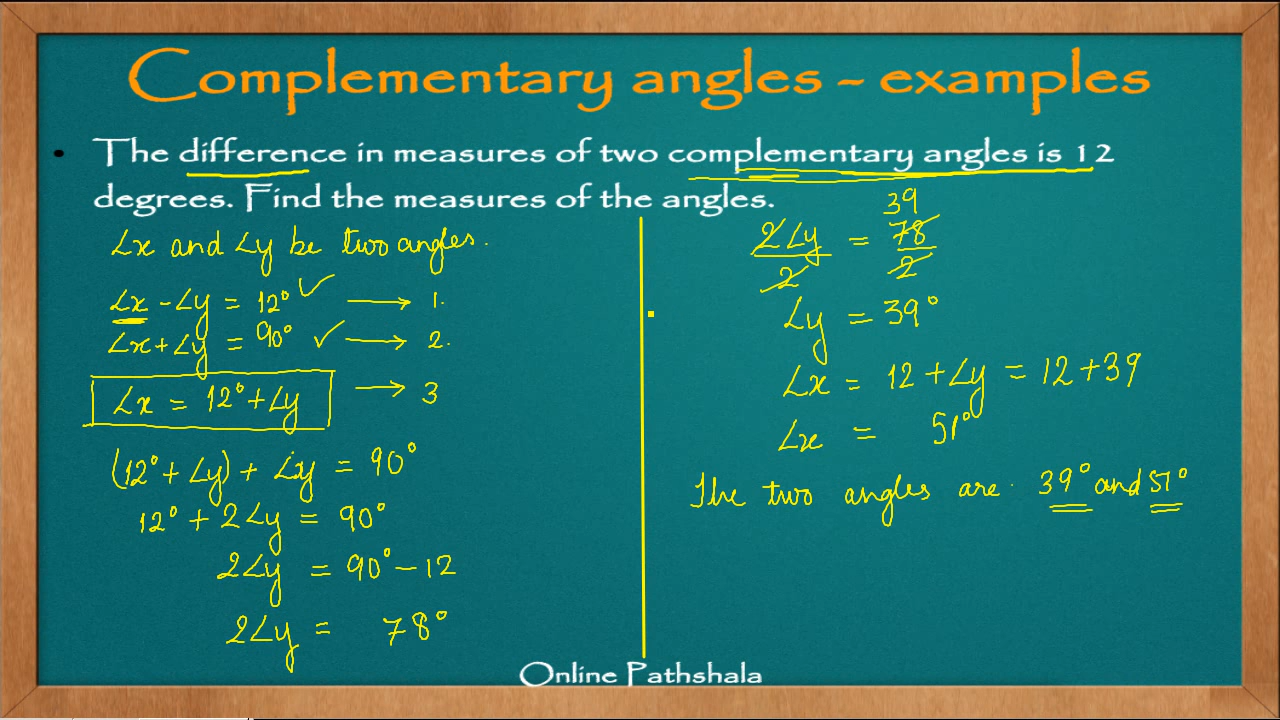 Complementary angles – examples
• The difference in measures of two complementary angles is 12
degrees. Find the measures of the angles.
∠x and ∠y be two angles.
∠x - ∠y = 12° ✓ → 1.
∠x + ∠y = 90° ✓ → 2.
∠x = 12° + ∠y → 3
(12° + ∠y) + ∠y = 90°
12° + 2∠y = 90°
2∠y = 90° - 12
2∠y = 78°
39
2∠y = 78
2 2
∠y = 39°
∠x = 12 + ∠y = 12 + 39
∠x = 51°
The two angles are 39° and 51°
Online Pathshala